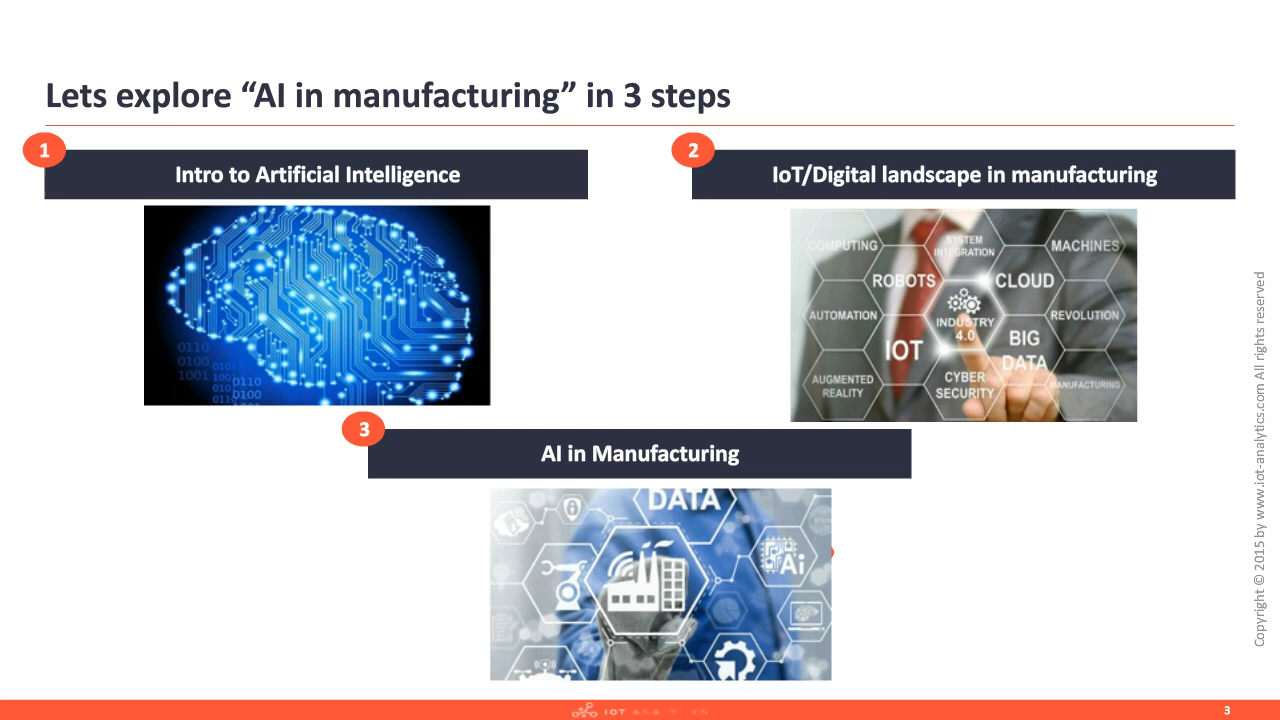 Lets explore “AI in manufacturing” in 3 steps
1
Intro to Artificial Intelligence
0110
0100
1001
0110
2
IoT/Digital landscape in manufacturing
COMPUTING
SYSTEM
INTEGRATION
MACHINES
ROBOTS
CLOUD
AUTOMATION
INDUSTRY
4.0
REVOLUTION
IOT
BIG
DATA
AUGMENTED
REALITY
CYBER
SECURITY
MANUFACTURING
3
AI in Manufacturing
DATA
Ai
Copyright © 2015 by www.iot-analytics.com All rights reserved
IOT
3